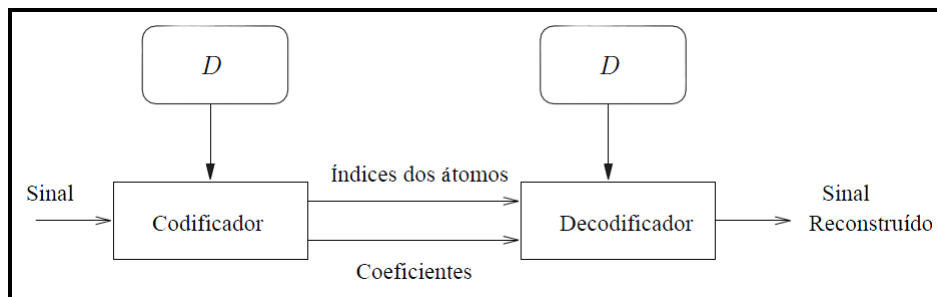 D
D
Sinal
Codificador
Índices dos átomos
Coeficientes
Decodificador
Sinal
Reconstruído